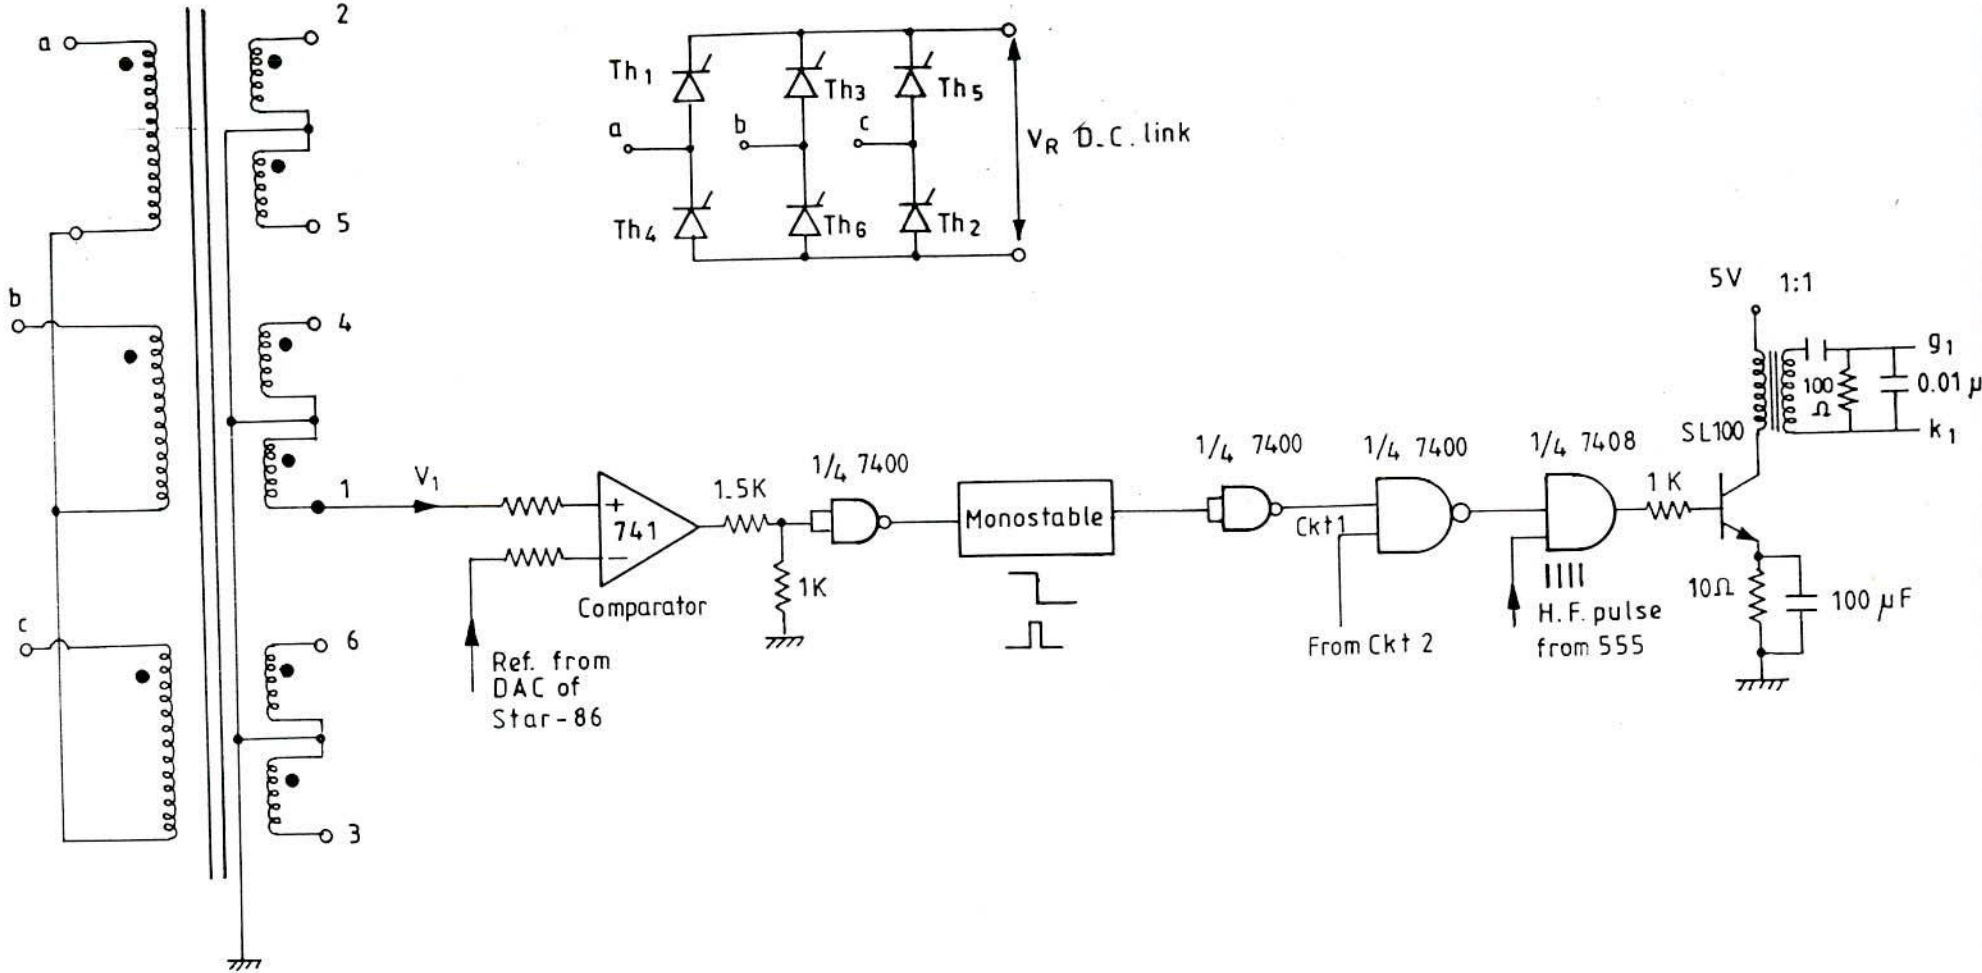 2
a
5
b
4
1
V1
c
6
3
Th1
Th3
Th5
a
b
c
VR D.C. link
Th4
Th6
Th2
+
741
-
Comparator
Ref. from
DAC of
Star-86
1.5K
1K
1/4 7400
Monostable
1/4 7400
Ckt1
From Ckt 2
1/4 7400
1/4 7408
H.F. pulse
from 555
1 K
SL100
5V
1:1
100
Ω
0.01 μ
g1
k1
10Ω
100 μF